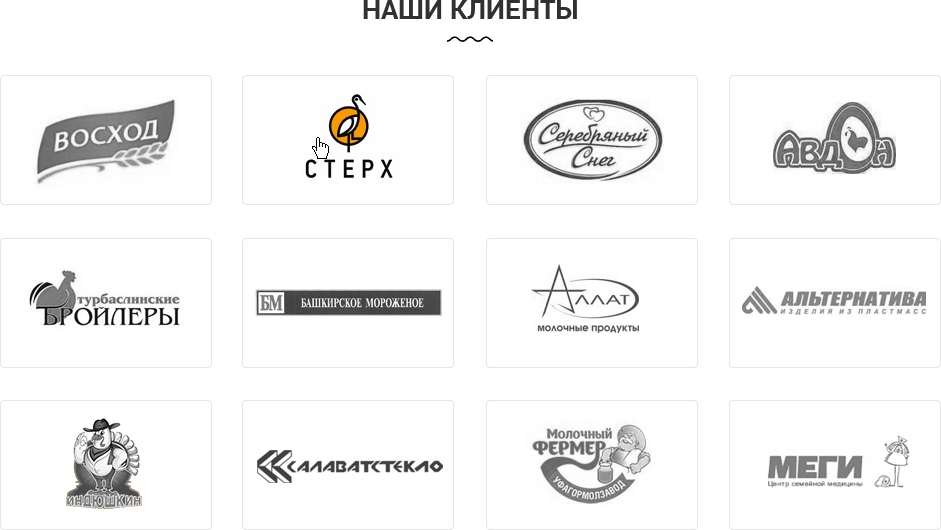 НАШИ КЛИЕНТЫ
ВОСХОД
СТЕРХ
Серебряный
Снег
АВДОН
турбаслинские
БРОЙЛЕРЫ
БМ БАШКИРСКОЕ МОРОЖЕНОЕ
АЛЛАТ
молочные продукты
АЛЬТЕРНАТИВА
ИЗДЕЛИЯ ИЗ ПЛАСТМАСС
ИНДЮШКИН
САЛАВАТСТЕКЛО
Молочный
ФЕРМЕР
УФАГОРМОЛЗАВОД
МЕГИ
Центр семейной медицины